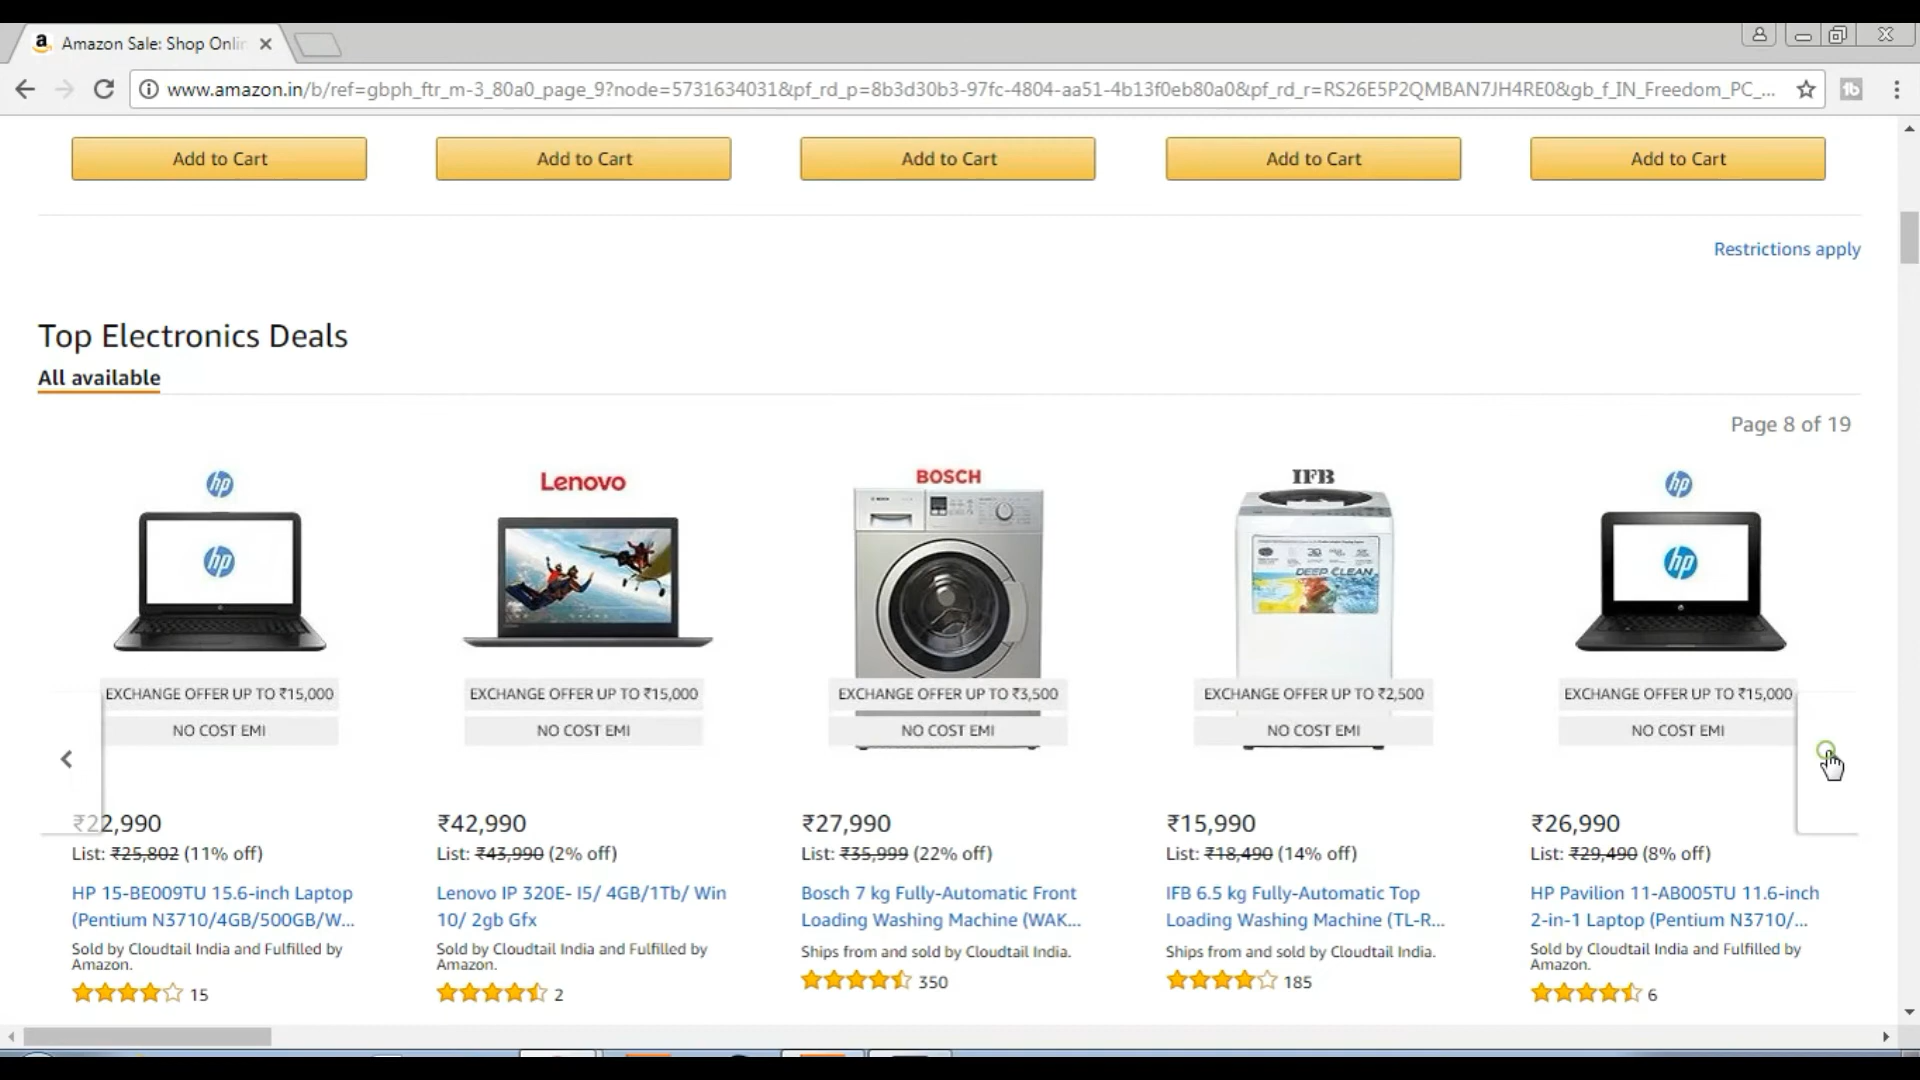 Amazon Sale: Shop Onlin
www.amazon.in/b/ref=gbph_ftr_m-3_80a0_page_9?node=5731634031&pf_rd_p=8b3d30b3-97fc-4804-aa51-4b13f0eb80a0&pf_rd_r=RS26E5P2QMBAN7JH4RE0&gb_f_IN_Freedom_PC_...
Add to Cart Add to Cart Add to Cart Add to Cart Add to Cart
Restrictions apply
Top Electronics Deals
All available
Page 8 of 19
hp Lenovo BOSCH IFB hp
hp DEEP CLEAN hp
EXCHANGE OFFER UP TO ₹15,000 EXCHANGE OFFER UP TO ₹15,000 EXCHANGE OFFER UP TO ₹3,500 EXCHANGE OFFER UP TO ₹2,500 EXCHANGE OFFER UP TO ₹15,000
NO COST EMI NO COST EMI NO COST EMI NO COST EMI NO COST EMI
₹22,990 ₹42,990 ₹27,990 ₹15,990 ₹26,990
List: ₹25,802 (11% off) List: ₹43,990 (2% off) List: ₹35,999 (22% off) List: ₹18,490 (14% off) List: ₹29,490 (8% off)
HP 15-BE009TU 15.6-inch Laptop Lenovo IP 320E- I5/ 4GB/1Tb/ Win Bosch 7 kg Fully-Automatic Front IFB 6.5 kg Fully-Automatic Top HP Pavilion 11-AB005TU 11.6-inch
(Pentium N3710/4GB/500GB/W... 10/ 2gb Gfx Loading Washing Machine (WAK... Loading Washing Machine (TL-R... 2-in-1 Laptop (Pentium N3710/...
Sold by Cloudtail India and Fulfilled by Sold by Cloudtail India and Fulfilled by Ships from and sold by Cloudtail India. Ships from and sold by Cloudtail India. Sold by Cloudtail India and Fulfilled by
Amazon. Amazon. Amazon.
15 2 350 185 6